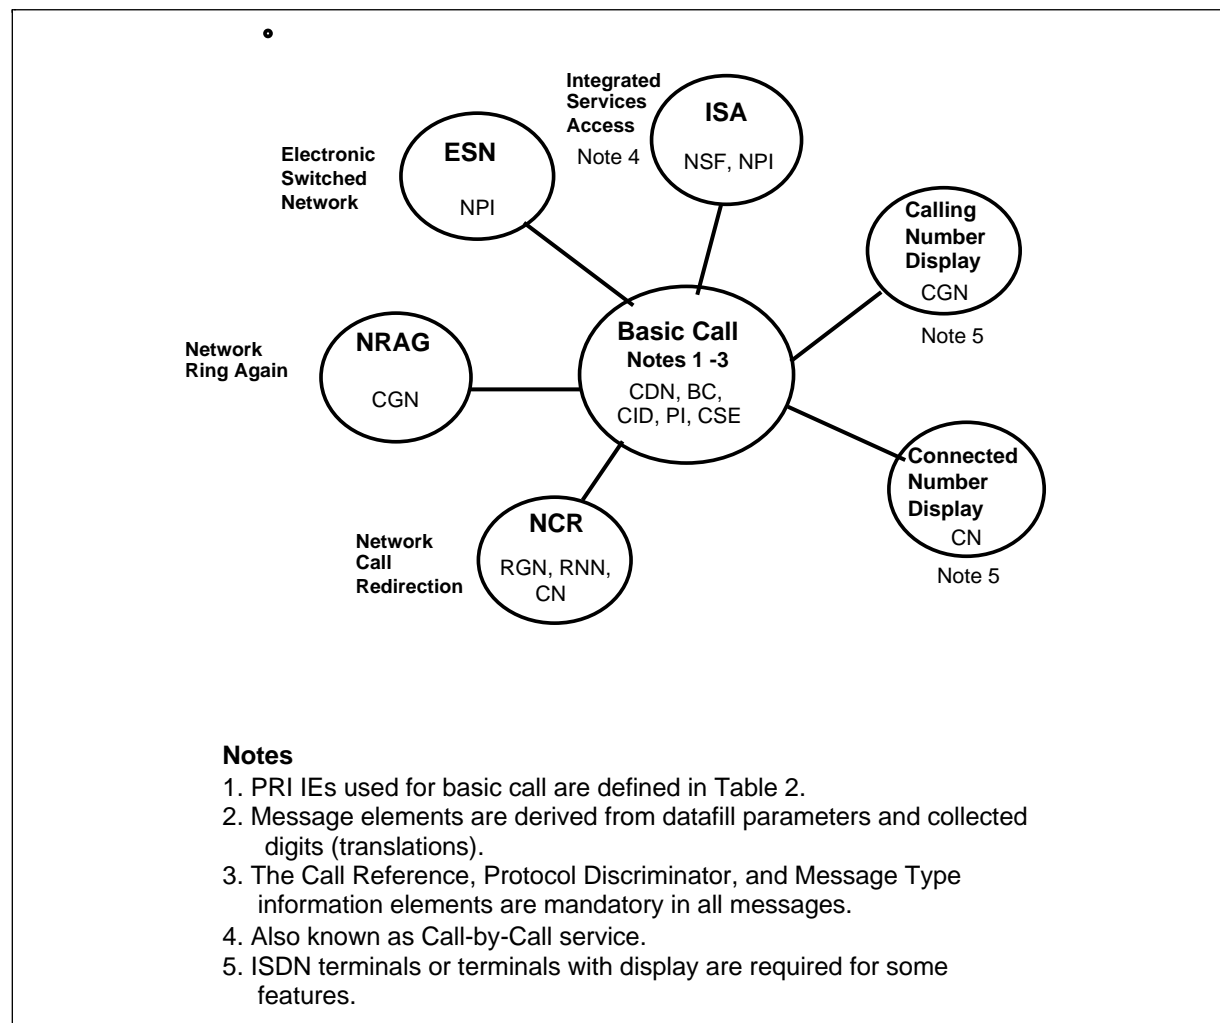 Integrated
Services
Access
Note 4
ISA
NSF, NPI
Electronic
Switched
Network
ESN
NPI
Calling
Number
Display
CGN
Note 5
Network
Ring Again
NRAG
CGN
Basic Call
Notes 1 -3
CDN, BC,
CID, PI, CSE
Connected
Number
Display
CN
Note 5
Network
Call
Redirection
NCR
RGN, RNN,
CN
Notes
1. PRI IEs used for basic call are defined in Table 2.
2. Message elements are derived from datafill parameters and collected
digits (translations).
3. The Call Reference, Protocol Discriminator, and Message Type
information elements are mandatory in all messages.
4. Also known as Call-by-Call service.
5. ISDN terminals or terminals with display are required for some
features.